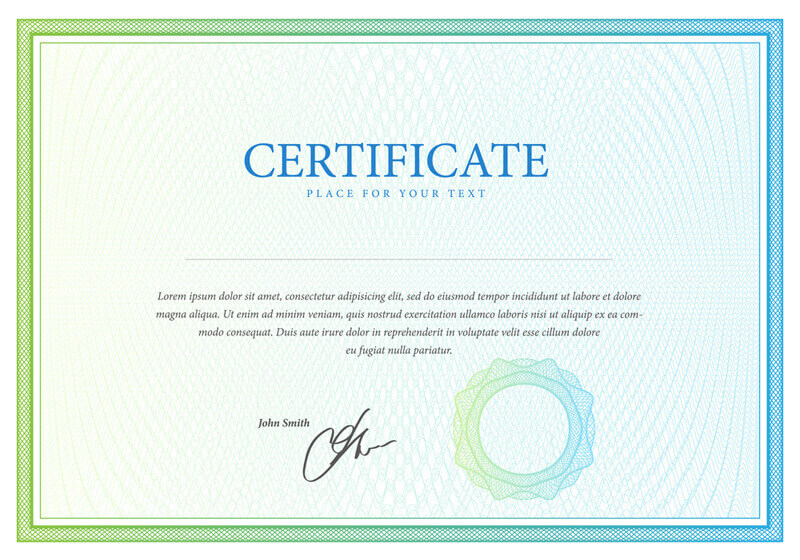 CERTIFICATE
PLACE FOR YOUR TEXT
Lorem ipsum dolor sit amet, consectetur adipisicing elit, sed do eiusmod tempor incididunt ut labore et dolore
magna aliqua. Ut enim ad minim veniam, quis nostrud exercitation ullamco laboris nisi ut aliquip ex ea com-
modo consequat. Duis aute irure dolor in reprehenderit in voluptate velit esse cillum dolore
eu fugiat nulla pariatur.
John Smith